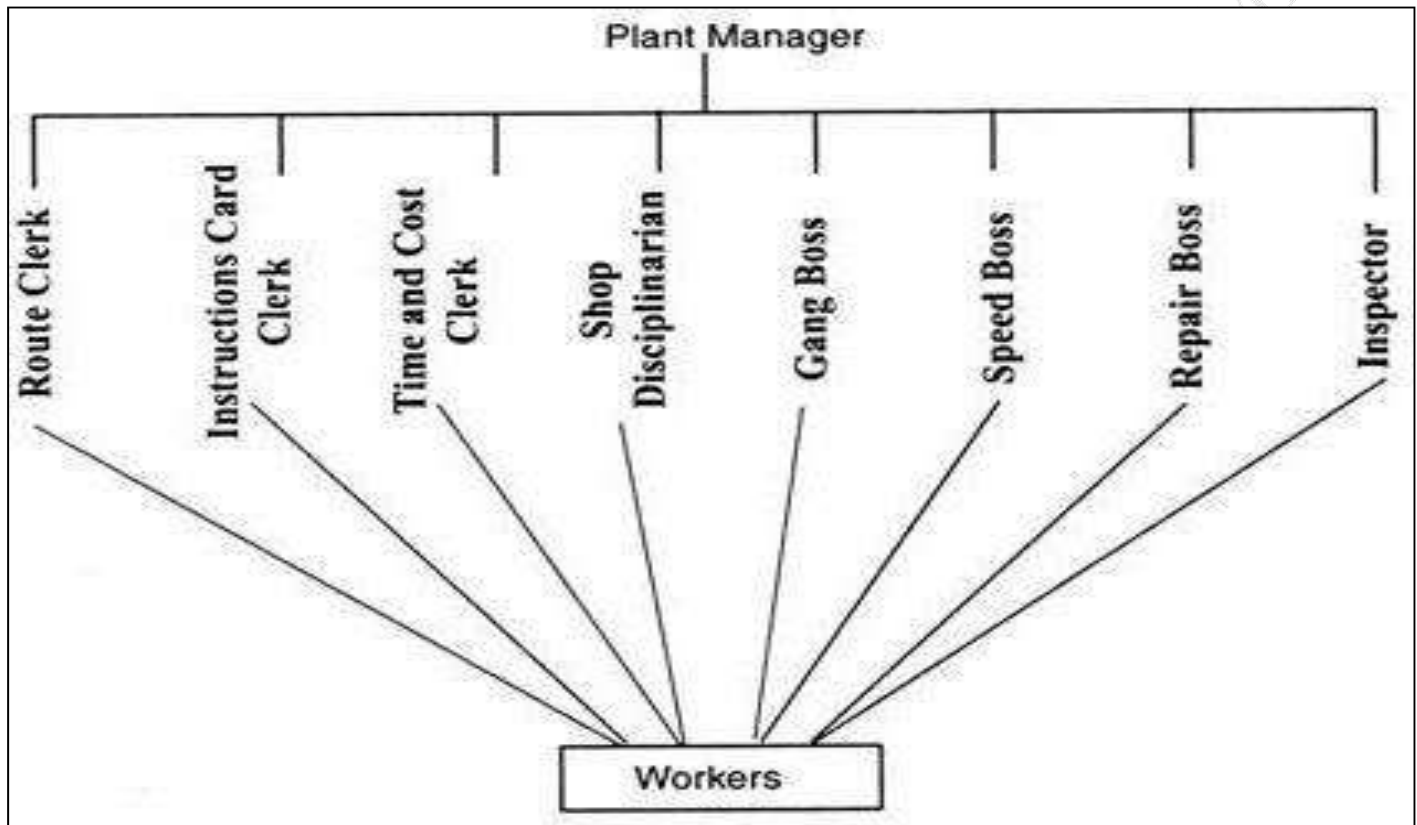 Plant Manager
Route Clerk
Instructions Card
Clerk
Time and Cost
Clerk
Shop
Disciplinarian
Gang Boss
Speed Boss
Repair Boss
Inspector
Workers